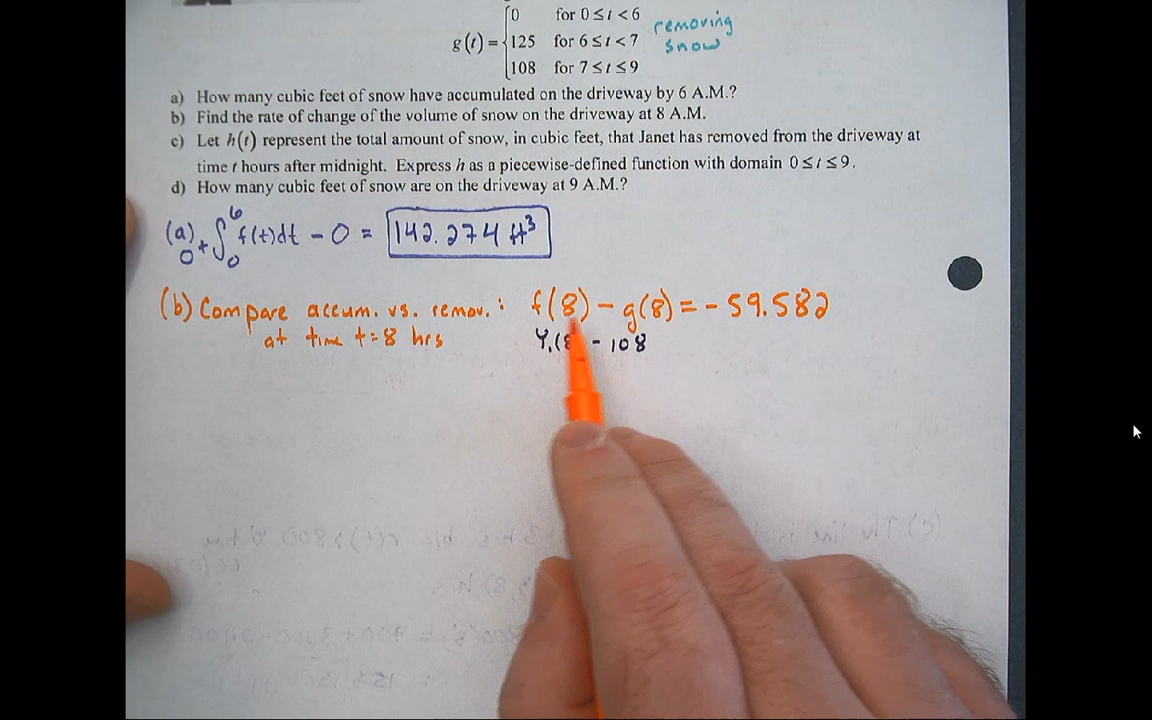 0 for 0 ≤ t < 6
g(t) = { 125 for 6 ≤ t < 7
108 for 7 ≤ t ≤ 9
removing
snow
a) How many cubic feet of snow have accumulated on the driveway by 6 A.M.?
b) Find the rate of change of the volume of snow on the driveway at 8 A.M.
c) Let h(t) represent the total amount of snow, in cubic feet, that Janet has removed from the driveway at
time t hours after midnight. Express h as a piecewise-defined function with domain 0 ≤ t ≤ 9.
d) How many cubic feet of snow are on the driveway at 9 A.M.?
(a) 0 + ∫₀⁶ f(t)dt - 0 = 142.274 ft³
(b) Compare accum. vs. remov.: f(8) - g(8) = -59.582
at time t=8 hrs
Y₁(8 - 108